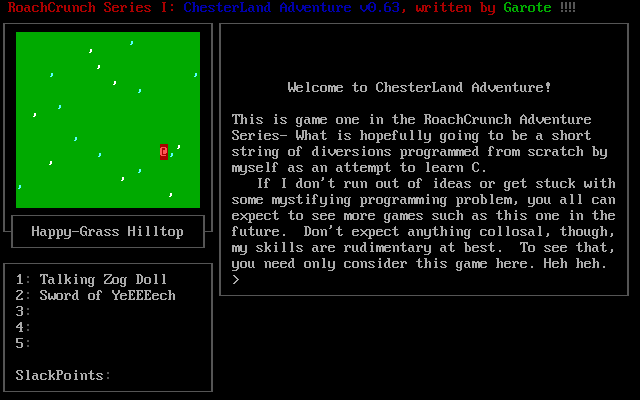 RoachCrunch Series 1: ChesterLand Adventure v0.63, written by Garote !!!!
Welcome to ChesterLand Adventure!
This is game one in the RoachCrunch Adventure
Series- What is hopefully going to be a short
string of diversions programmed from scratch by
myself as an attempt to learn C.
If I don't run out of ideas or get stuck with
some mystifying programming problem, you all can
expect to see more games such as this one in the
future.  Don't expect anything collosal, though,
my skills are rudimentary at best.  To see that,
you need only consider this game here. Heh heh.
>
@
Happy-Grass Hilltop
1: Talking Zog Doll
2: Sword of YeEEEech
3:
4:
5:
SlackPoints: